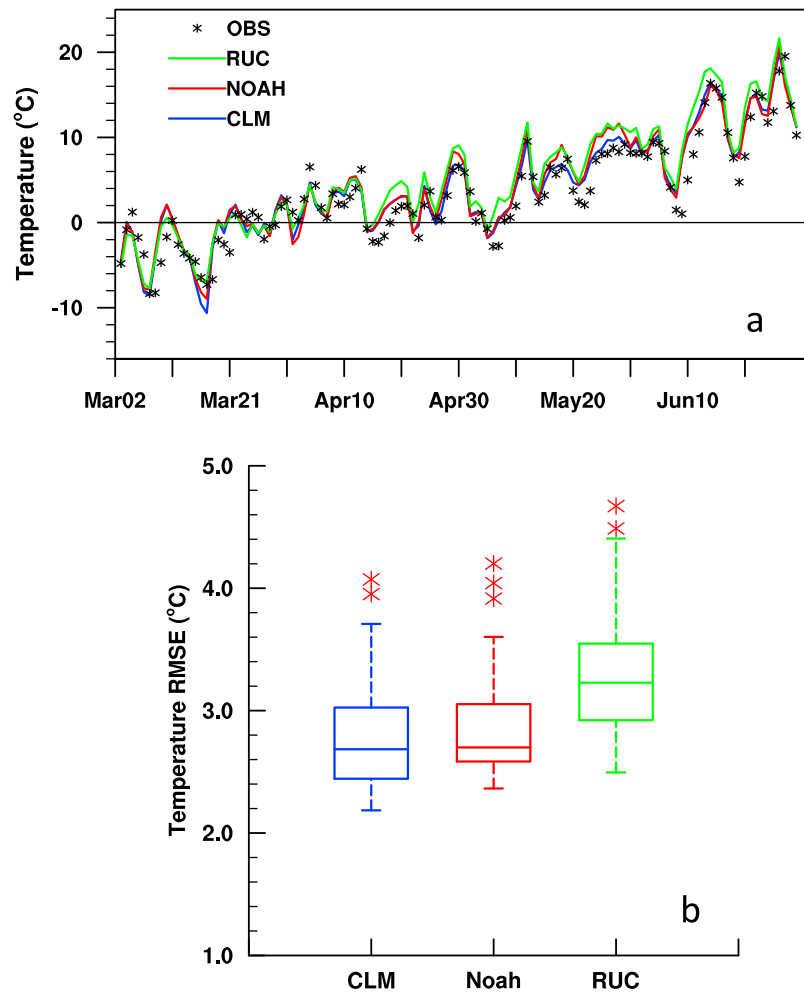 OBS
RUC
NOAH
CLM
Temperature (°C)
20
10
0
-10
a
Mar02 Mar21 Apr10 Apr30 May20 Jun10
Temperature RMSE (°C)
5.0
4.0
3.0
2.0
1.0
b
CLM Noah RUC